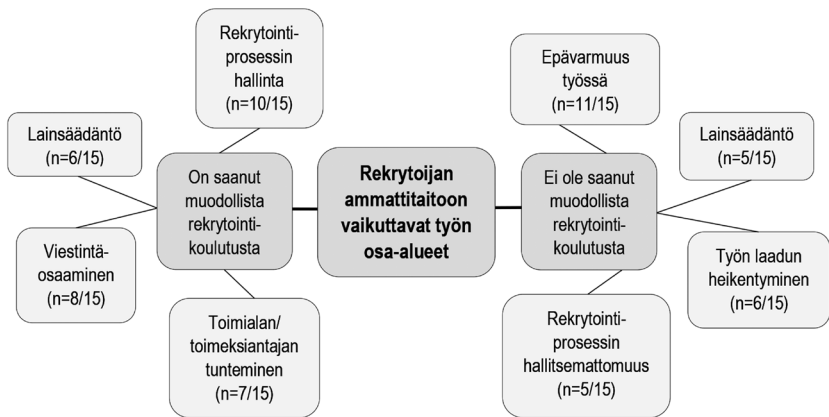 Rekrytointi-
prosessin
hallinta
(n=10/15)
Epävarmuus
työssä
(n=11/15)
Lainsäädäntö
(n=6/15)
Lainsäädäntö
(n=5/15)
On saanut
muodollista
rekrytointi-
koulutusta
Rekrytoijan
ammattitaitoon
vaikuttavat työn
osa-alueet
Ei ole saanut
muodollista
rekrytointi-
koulutusta
Viestintä-
osaaminen
(n=8/15)
Työn laadun
heikentyminen
(n=6/15)
Toimialan/
toimeksiantajan
tunteminen
(n=7/15)
Rekrytointi-
prosessin
hallitsemattomuus
(n=5/15)